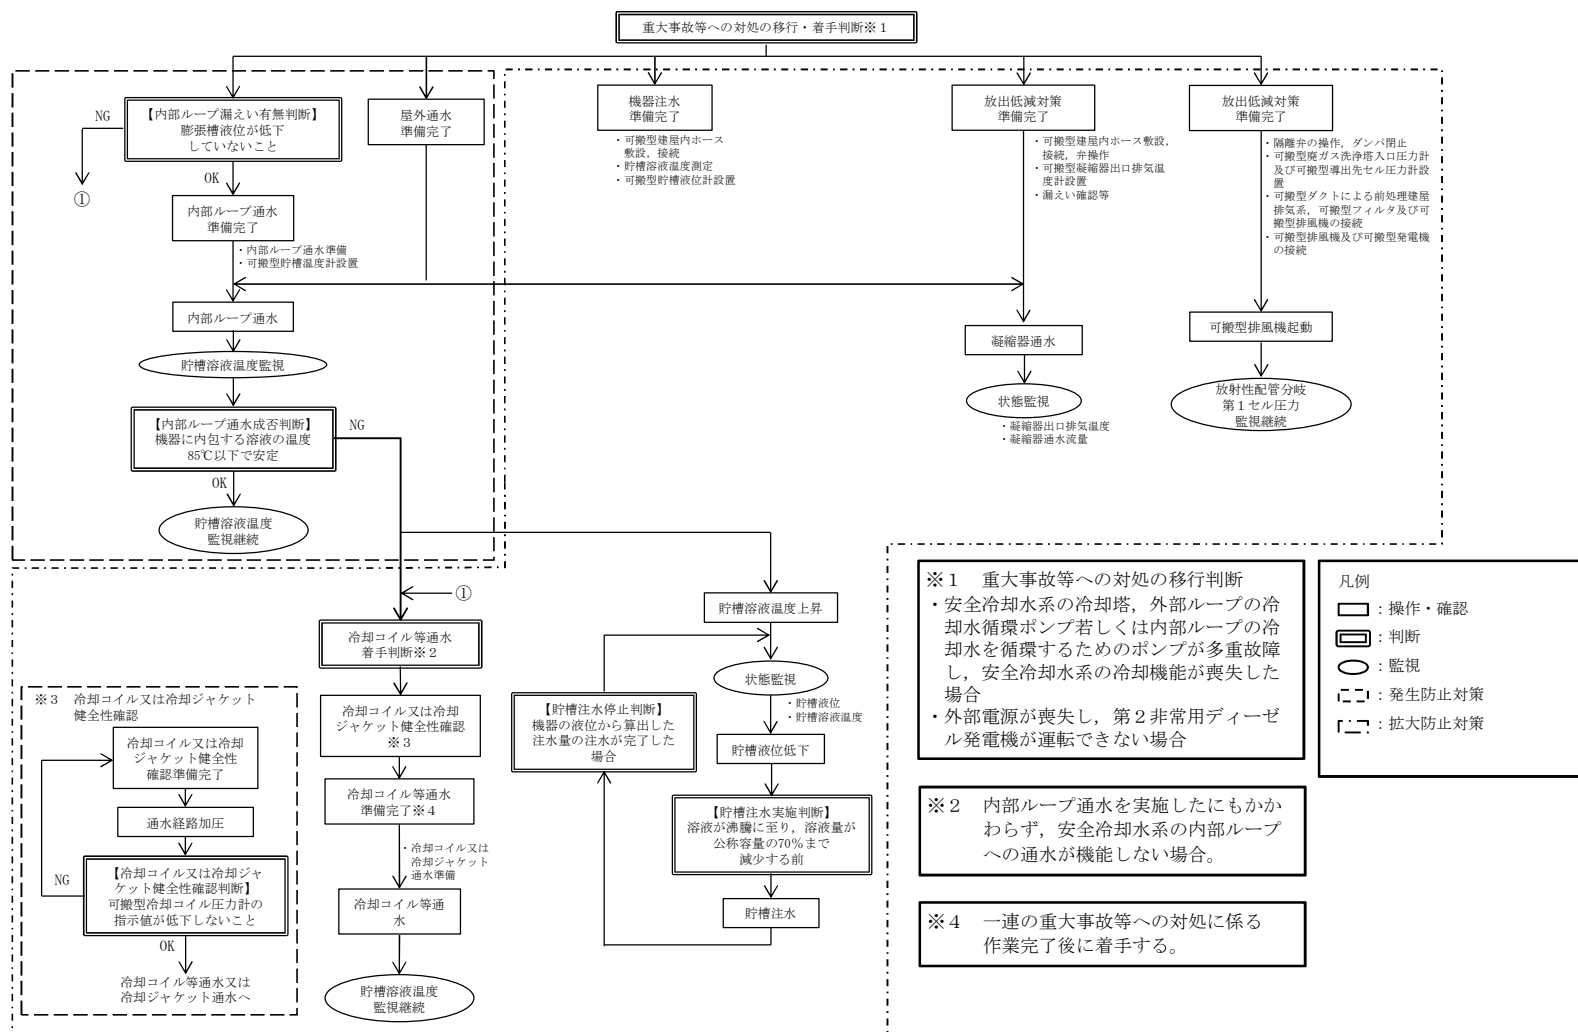 重大事故等への対処の移行・着手判断※1
NG
【内部ループ漏えい有無判断】
膨張槽液位が低下
していないこと
①
OK
内部ループ通水
準備完了
・内部ループ通水準備
・可搬型貯槽温度計設置
屋外通水
準備完了
機器注水
準備完了
・可搬型建屋内ホース
敷設，接続
・貯槽溶液温度測定
・可搬型貯槽液位計設置
放出低減対策
準備完了
・可搬型建屋内ホース敷設，
接続，弁操作
・可搬型凝縮器出口排気温
度計設置
・漏えい確認等
放出低減対策
準備完了
・隔離弁の操作，ダンパ閉止
・可搬型廃ガス洗浄塔入口圧力計
及び可搬型導出先セル圧力計設
置
・可搬型ダクトによる前処理建屋
排気系，可搬型フィルタ及び可
搬型排風機の接続
・可搬型排風機及び可搬型発電機
の接続
内部ループ通水
貯槽溶液温度監視
【内部ループ通水成否判断】
機器に内包する溶液の温度
85℃以下で安定
NG
OK
貯槽溶液温度
監視継続
凝縮器通水
状態監視
・凝縮器出口排気温度
・凝縮器通水流量
可搬型排風機起動
放射性配管分岐
第1セル圧力
監視継続
①
冷却コイル等通水
着手判断※2
冷却コイル又は冷却
ジャケット健全性確認
※3
冷却コイル等通水
準備完了※4
・冷却コイル又は
冷却ジャケット
通水準備
冷却コイル等通
水
貯槽溶液温度
監視継続
※3 冷却コイル又は冷却ジャケット
健全性確認
冷却コイル又は冷却
ジャケット健全性
確認準備完了
通水経路加圧
NG
【冷却コイル又は冷却ジャ
ケット健全性確認判断】
可搬型冷却コイル圧力計の
指示値が低下しないこと
OK
冷却コイル等通水又は
冷却ジャケット通水へ
貯槽溶液温度上昇
状態監視
・貯槽液位
・貯槽溶液温度
貯槽液位低下
【貯槽注水実施判断】
溶液が沸騰に至り，溶液量が
公称容量の70％まで
減少する前
貯槽注水
【貯槽注水停止判断】
機器の液位から算出した
注水量の注水が完了した
場合
※1 重大事故等への対処の移行判断
・安全冷却水系の冷却塔，外部ループの冷
却水循環ポンプ若しくは内部ループの冷
却水を循環するためのポンプが多重故障
し，安全冷却水系の冷却機能が喪失した
場合
・外部電源が喪失し，第２非常用ディーゼ
ル発電機が運転できない場合
※2 内部ループ通水を実施したにもかか
わらず，安全冷却水系の内部ループ
への通水が機能しない場合。
※4 一連の重大事故等への対処に係る
作業完了後に着手する。
凡例
：操作・確認
：判断
：監視
：発生防止対策
：拡大防止対策